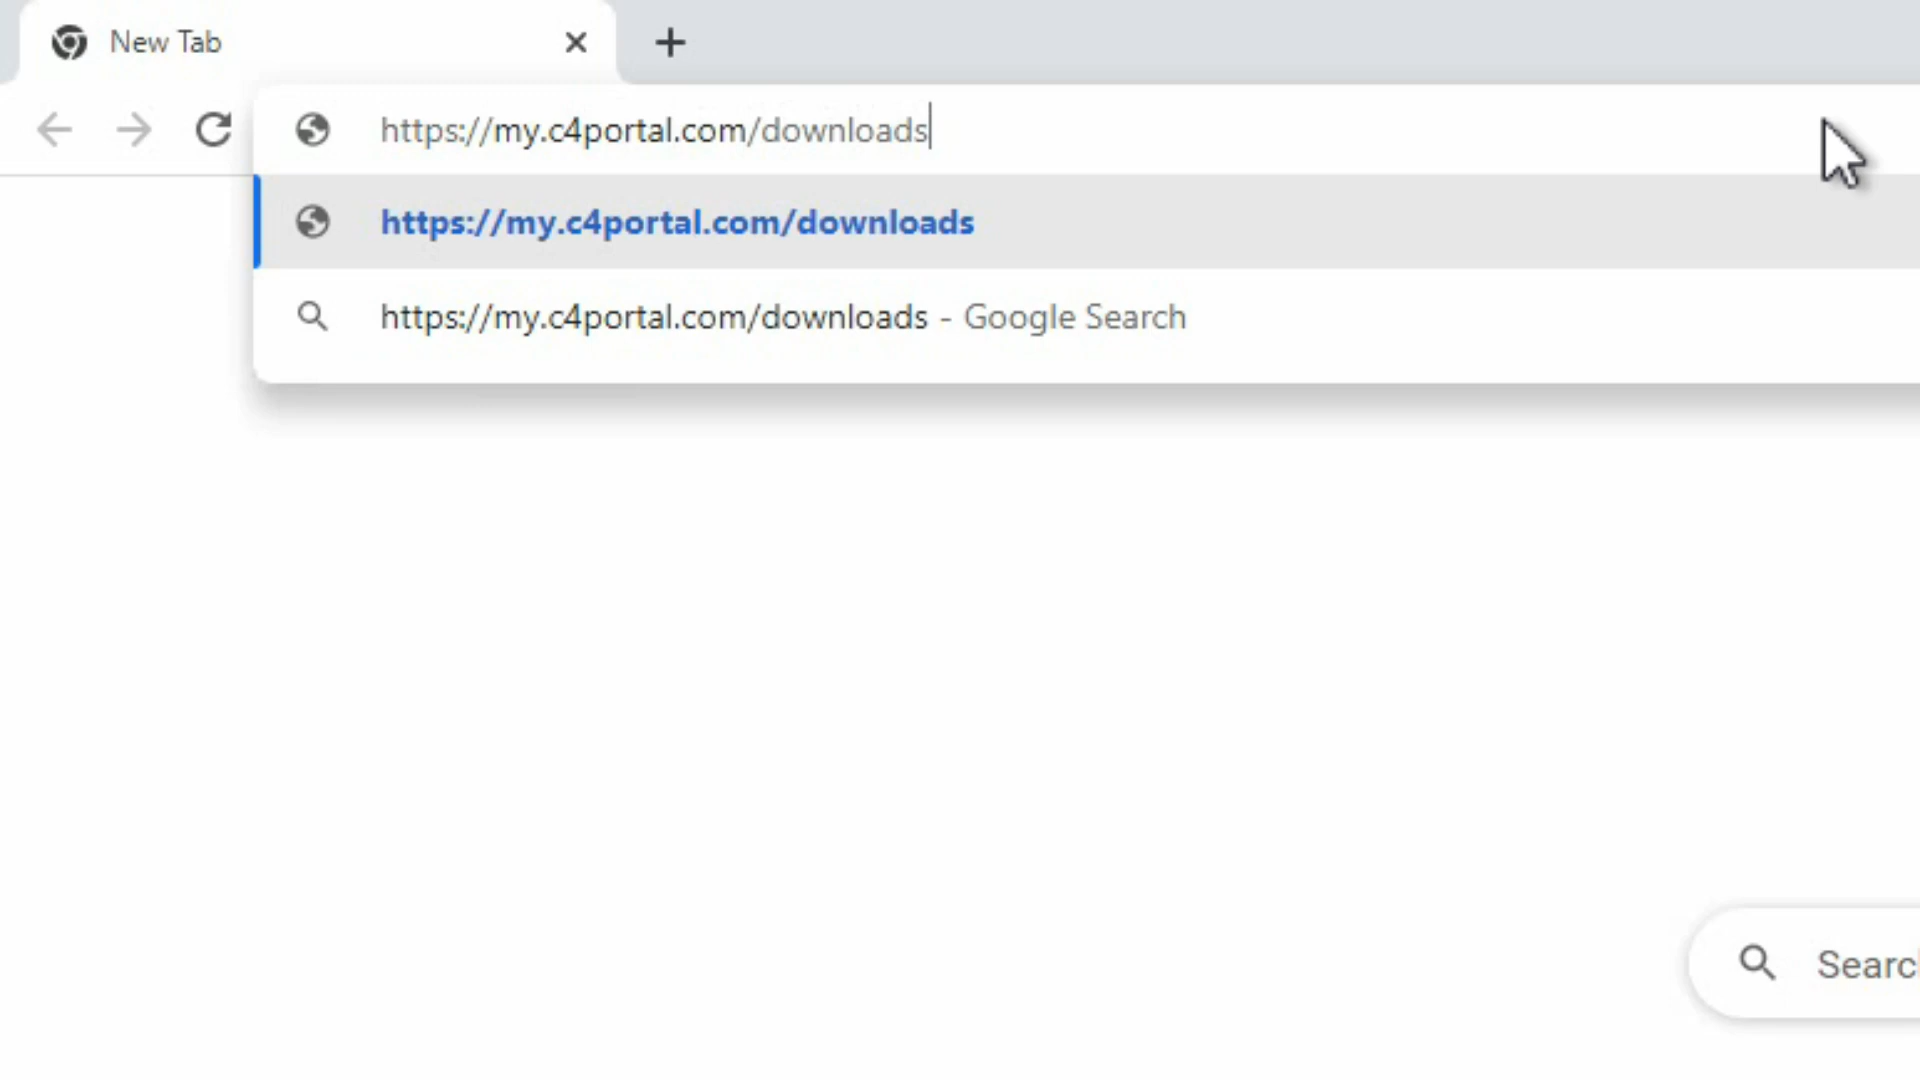 New Tab
https://my.c4portal.com/downloads
https://my.c4portal.com/downloads
https://my.c4portal.com/downloads - Google Search